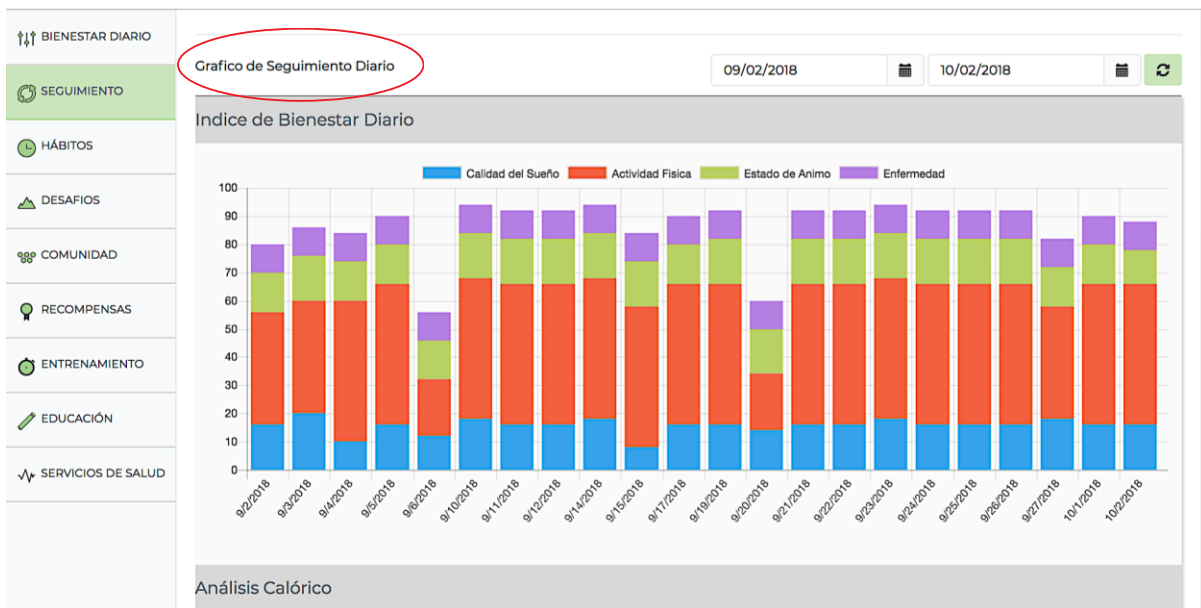 BIENESTAR DIARIO
SEGUIMIENTO
HÁBITOS
DESAFIOS
COMUNIDAD
RECOMPENSAS
ENTRENAMIENTO
EDUCACIÓN
SERVICIOS DE SALUD
Grafico de Seguimiento Diario
09/02/2018 10/02/2018
Indice de Bienestar Diario
Calidad del Sueño Actividad Fisica Estado de Animo Enfermedad
100
90
80
70
60
50
40
30
20
10
0
9/2/2018 9/3/2018 9/4/2018 9/5/2018 9/6/2018 9/10/2018 9/11/2018 9/12/2018 9/14/2018 9/15/2018 9/17/2018 9/19/2018 9/20/2018 9/21/2018 9/22/2018 9/23/2018 9/24/2018 9/25/2018 9/26/2018 9/27/2018 10/1/2018 10/2/2018
Análisis Calórico